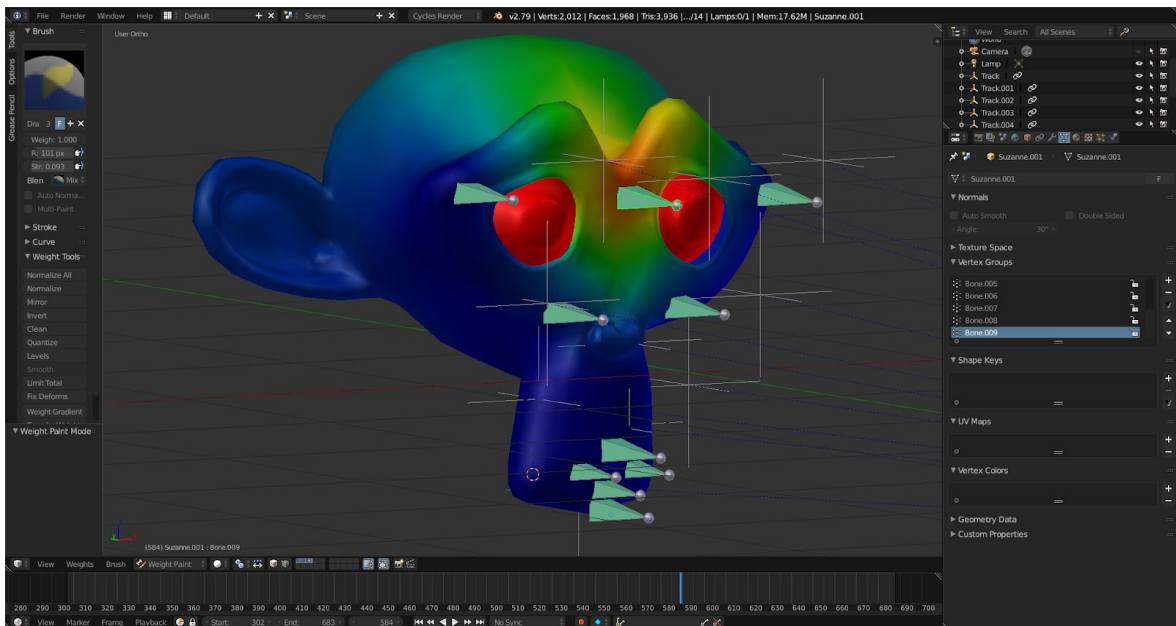 File Render Window Help Default Scene Cycles Render v2.79 | Verts:2,012 | Faces:1,968 | Tris:3,936 |.../14 | Lamps:0/1 | Mem:17.62M | Suzanne.001
View Search All Scenes
Tools
Options
Grease Pencil
Brush
Dra 3 F
Weigh: 1.000
R: 101 px
Str: 0.093
Blen Mix
Auto Norma...
Multi-Paint
Stroke
Curve
Weight Tools
Normalize All
Normalize
Mirror
Invert
Clean
Quantize
Levels
Smooth
Limit Total
Fix Deforms
Weight Gradient
Weight Paint Mode
User Ortho
(584) Suzanne.001 : Bone.009
Camera
Lamp
Track
Track.001
Track.002
Track.003
Track.004
Suzanne.001 Suzanne.001
Suzanne.001 F
Normals
Auto Smooth Double Sided
Angle: 30°
Texture Space
Vertex Groups
Bone.005
Bone.006
Bone.007
Bone.008
Bone.009
Shape Keys
UV Maps
Vertex Colors
Geometry Data
Custom Properties
View Weights Brush Weight Paint
280 290 300 310 320 330 340 350 360 370 380 390 400 410 420 430 440 450 460 470 480 490 500 510 520 530 540 550 560 570 580 590 600 610 620 630 640 650 660 670 680 690 700
View Marker Frame Playback Start: 302 End: 683 584 No Sync